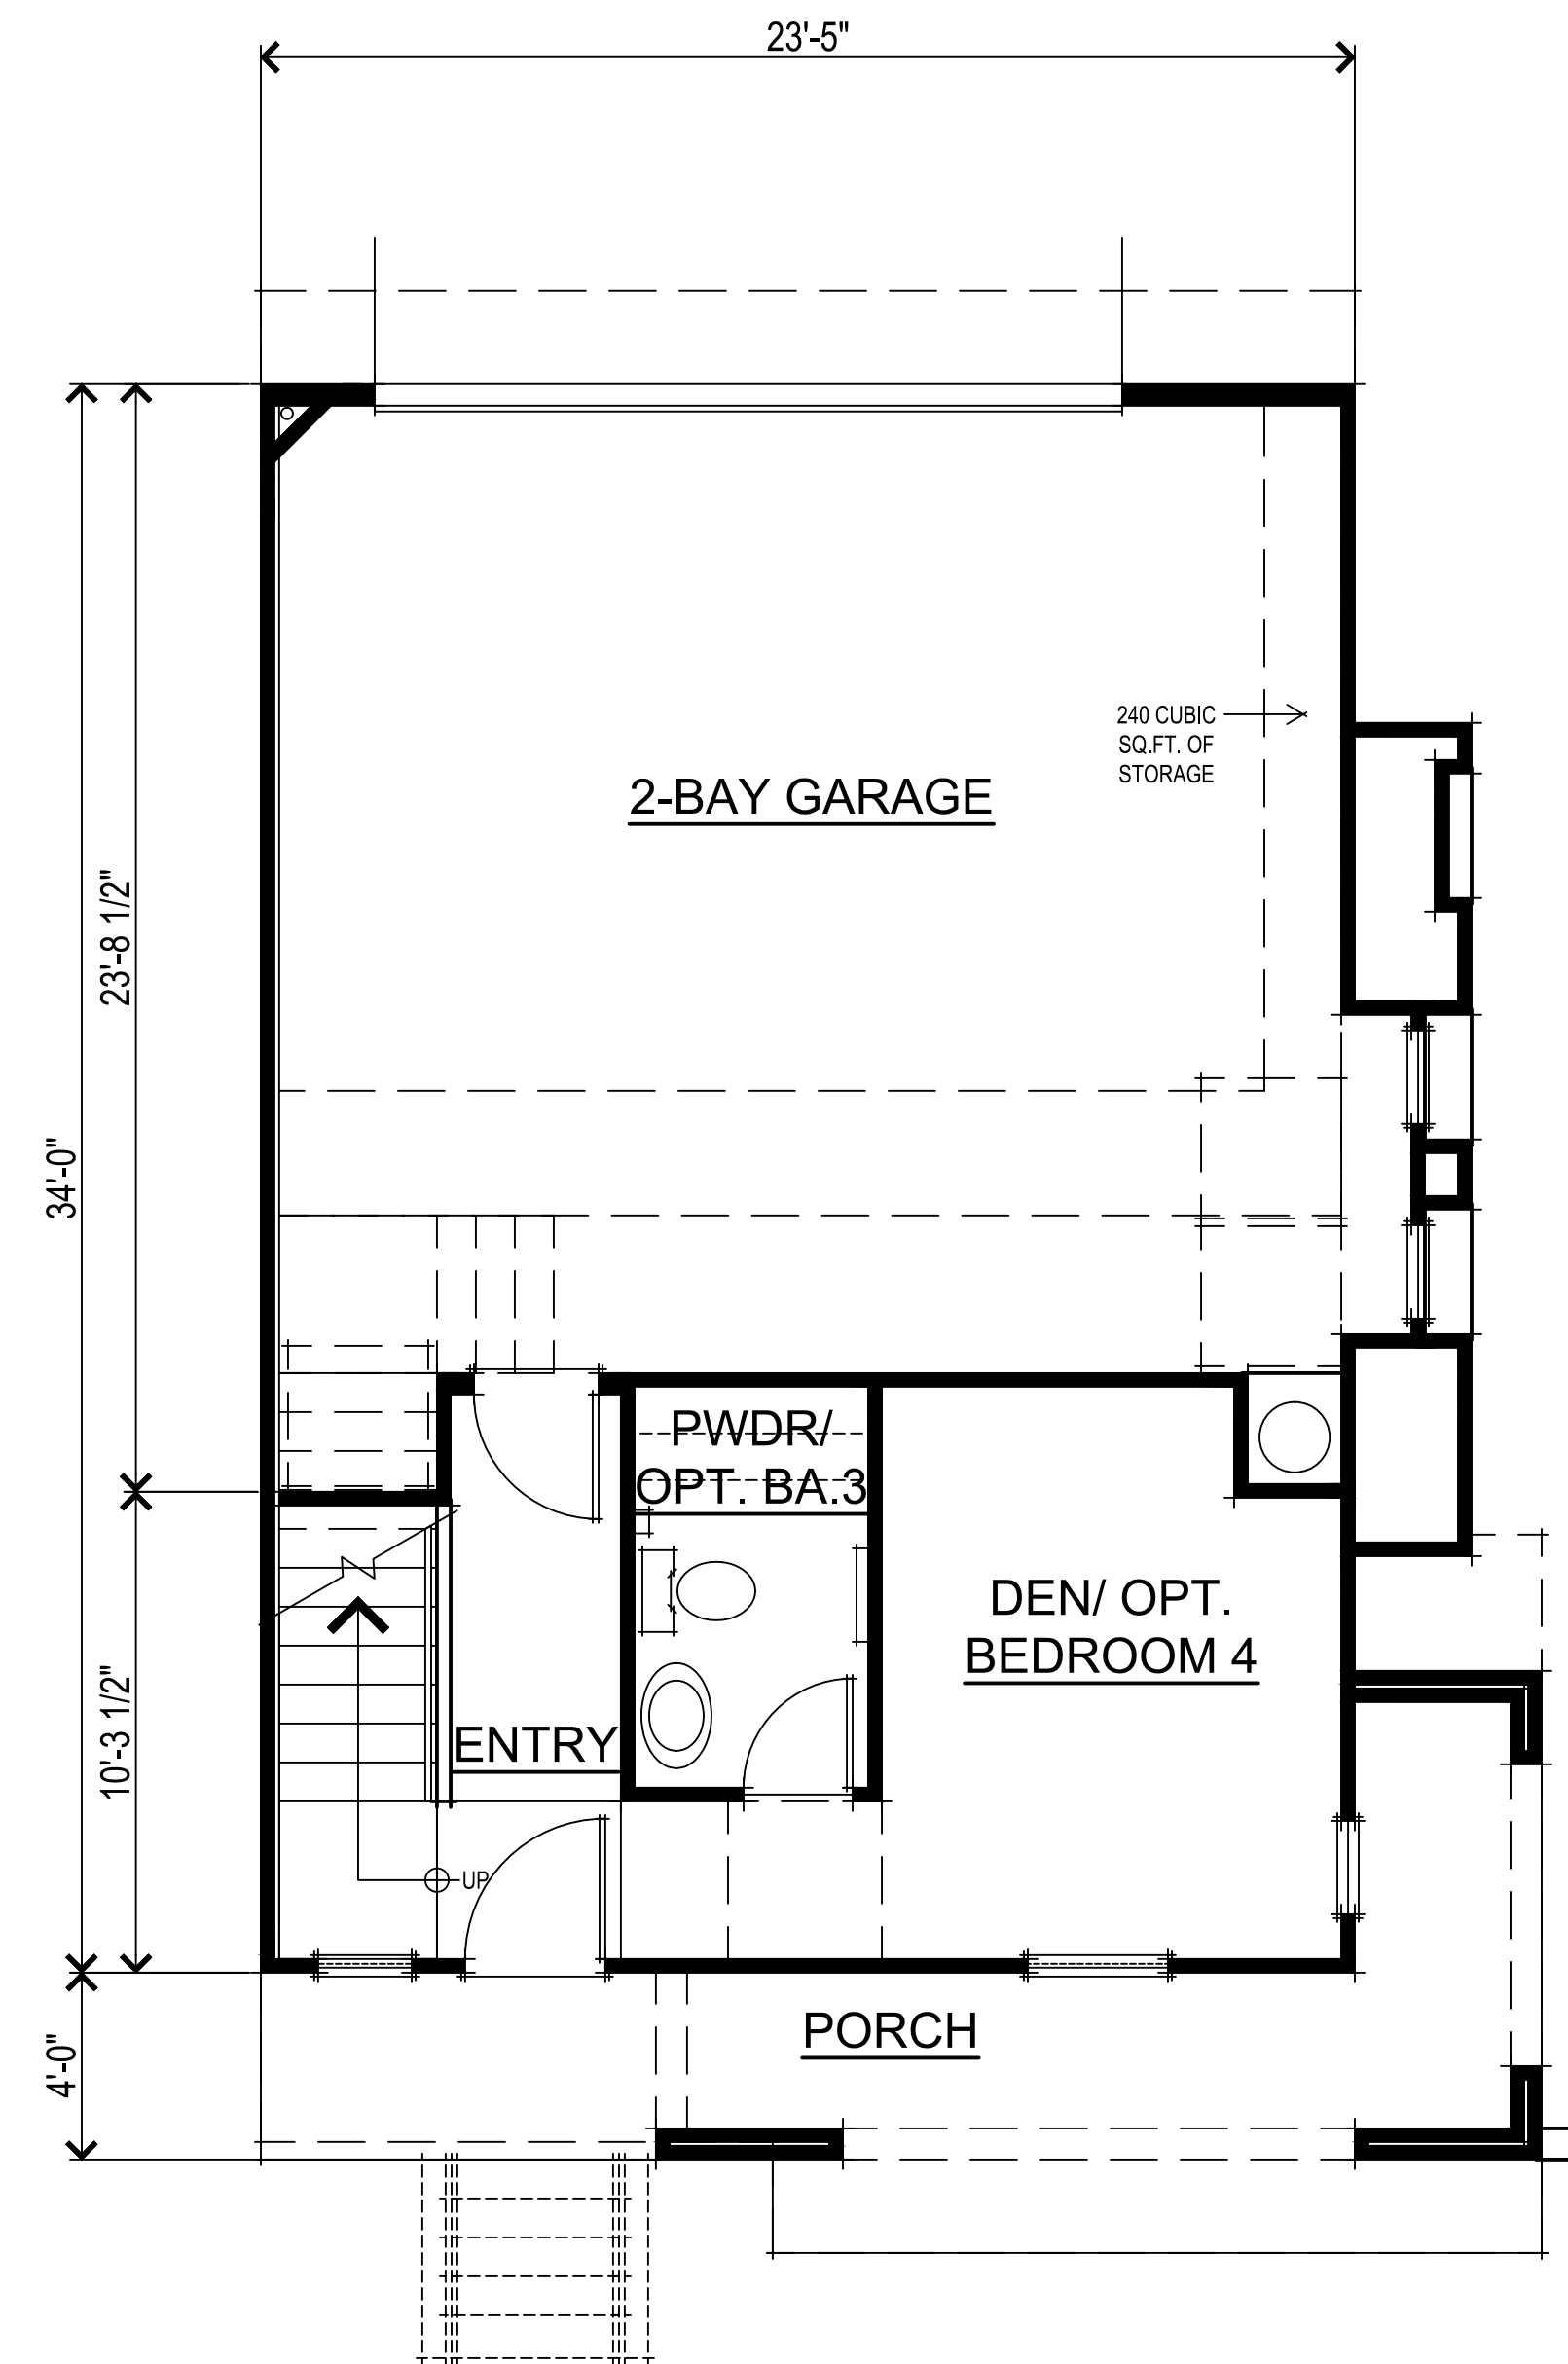 23'-5"
240 CUBIC
SQ.FT. OF
STORAGE
2-BAY GARAGE
23'-8 1/2"
34'-0"
PWDR/
OPT. BA.3
DEN/ OPT.
BEDROOM 4
10'-3 1/2"
ENTRY
UP
PORCH
4'-0"